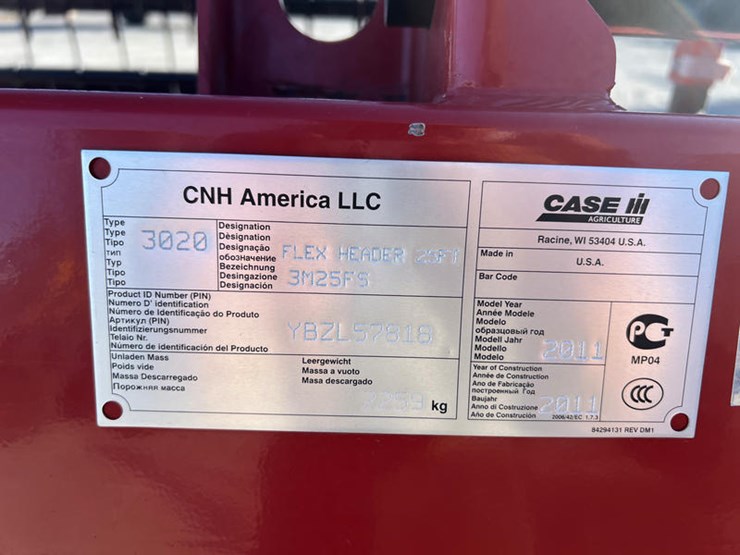 CNH America LLC
Type
Type
Tipo
тип
Typ
Tipo
Tipo
3020
Designation
Dèsignation
Designação
обозначение
Bezeichnung
Desingazione
Designación
FLEX HEADER 25FT
3M25FS
Product ID Number (PIN)
Numero D' identification
Número de Identificação do Produto
Артикул (PIN)
Identifizierungsnummer
Telaio Nr.
Número de identificación del Producto
YBZL57818
Unladen Mass
Poids vide
Massa Descarregado
Порожняя масса
Leergewicht
Massa a vuoto
Masa descargado
kg
CASE IH
AGRICULTURE
Racine, WI 53404 U.S.A.
Made in
U.S.A.
Bar Code
Model Year
Année Modele
Modelo
образцовый год
Modell Jahr
Modello
Modelo
2011
Year of Construction
Année de Construction
Ano de Fabricação
построенный Год
Baujahr
Anno di Costruzione
Año de Construción
2011
2006/42/EC 1.7.3
PCT
MP04
CCC
84294131 REV DM1